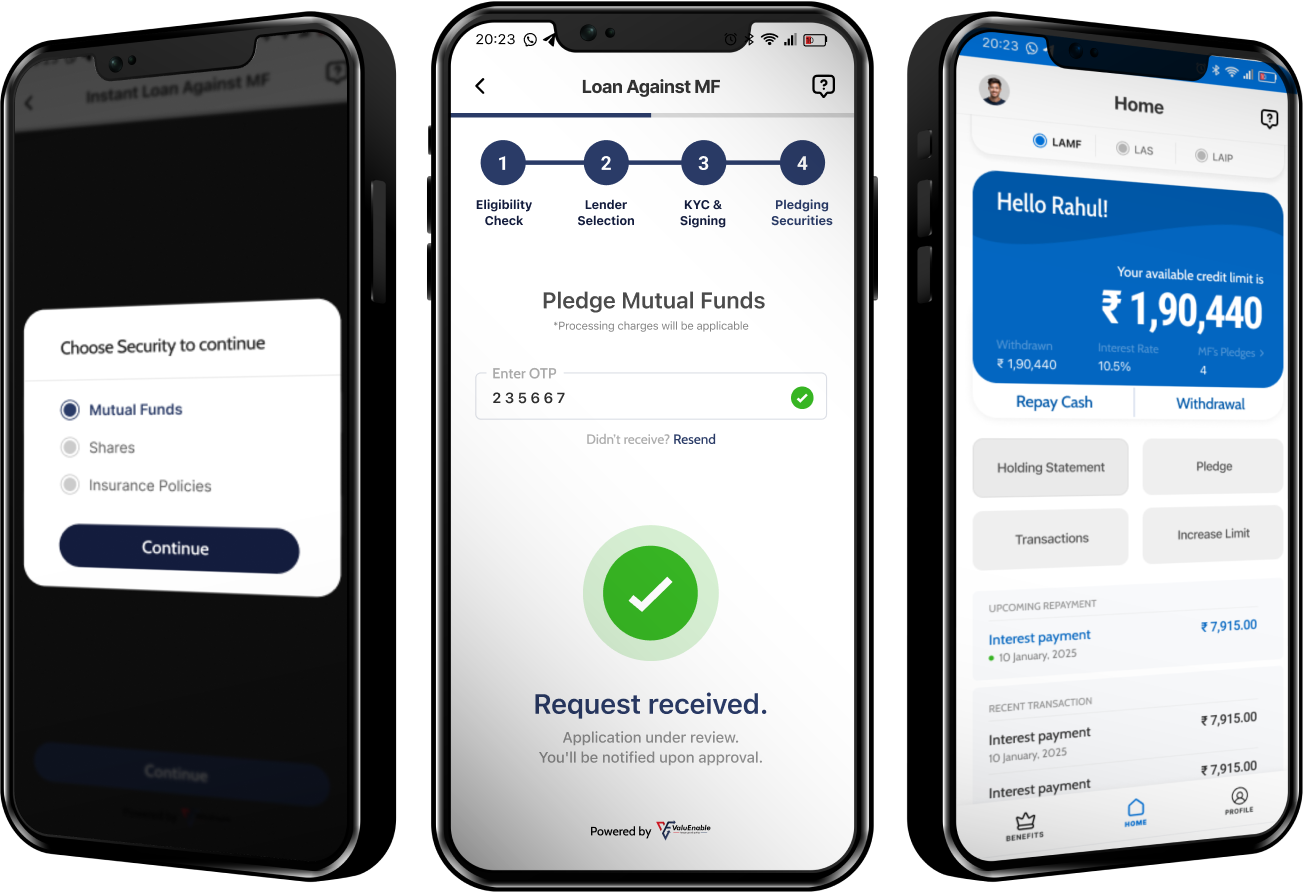 Instant Loan Against MF
Choose Security to continue
Mutual Funds
Shares
Insurance Policies
Continue
Continue
20:23
Loan Against MF
1
2
3
4
Eligibility
Check
Lender
Selection
KYC &
Signing
Pledging
Securities
Pledge Mutual Funds
*Processing charges will be applicable
Enter OTP
2 3 5 6 6 7
Didn't receive? Resend
Request received.
Application under review.
You'll be notified upon approval.
Powered by ValuEnable
20:23
Home
LAMF
LAS
LAIP
Hello Rahul!
Your available credit limit is
₹ 1,90,440
Withdrawn
₹ 1,90,440
Interest Rate
10.5%
MF's Pledges >
4
Repay Cash
Withdrawal
Holding Statement
Pledge
Transactions
Increase Limit
UPCOMING REPAYMENT
Interest payment
₹ 7,915.00
10 January, 2025
RECENT TRANSACTION
Interest payment
₹ 7,915.00
10 January, 2025
Interest payment
₹ 7,915.00
BENEFITS
HOME
PROFILE